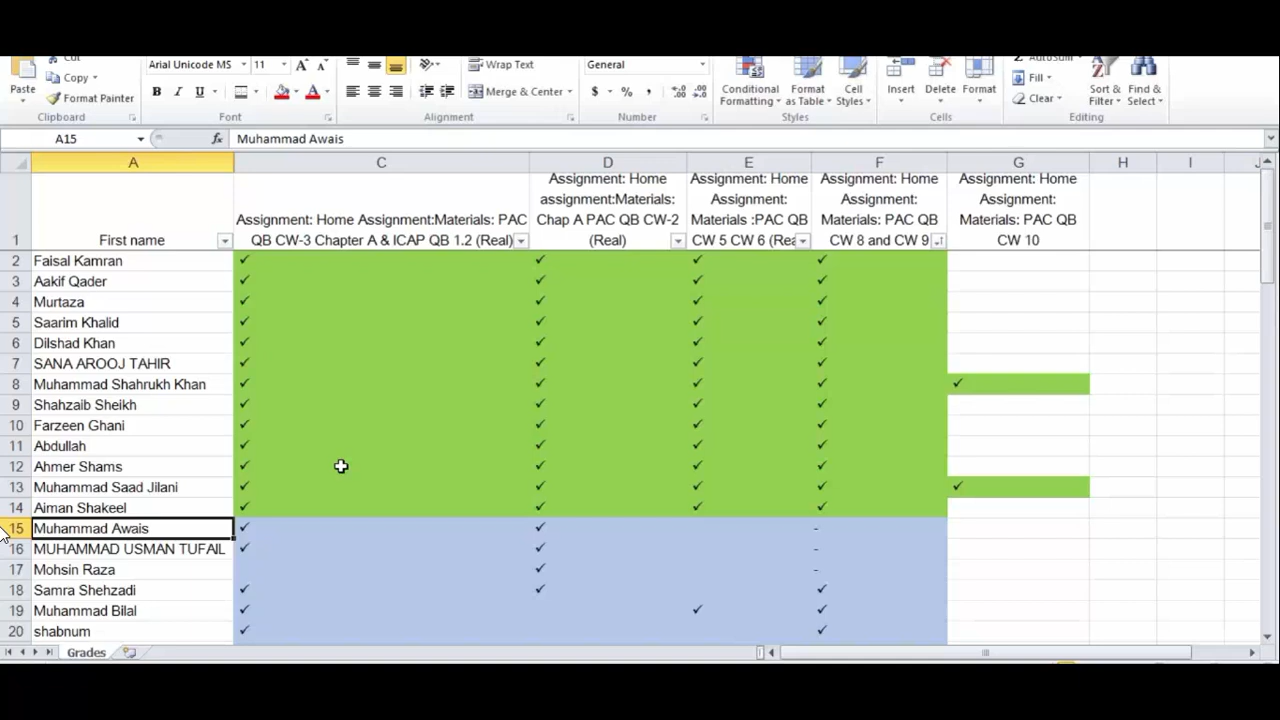 Cut
AutoSum
Arial Unicode MS 11 A A Wrap Text General
Copy
Paste Conditional Formatting Format as Table Cell Styles Insert Delete Format Fill Sort & Filter Find & Select
Format Painter B I U A Merge & Center $ % , Clear
Clipboard Font Alignment Number Styles Cells Editing
A15 fx Muhammad Awais
A C D E F G H I J
1 First name
Assignment: Home Assignment:Materials: PAC
QB CW-3 Chapter A & ICAP QB 1.2 (Real)
Assignment: Home
assignment:Materials:
Chap A PAC QB CW-2
(Real)
Assignment: Home
Assignment:
Materials :PAC QB
CW 5 CW 6 (Rea
Assignment: Home
Assignment:
Materials: PAC QB
CW 8 and CW 9
Assignment: Home
Assignment:
Materials: PAC QB
CW 10
2 Faisal Kamran ✓ ✓ ✓ ✓
3 Aakif Qader ✓ ✓ ✓ ✓
4 Murtaza ✓ ✓ ✓ ✓
5 Saarim Khalid ✓ ✓ ✓ ✓
6 Dilshad Khan ✓ ✓ ✓ ✓
7 SANA AROOJ TAHIR ✓ ✓ ✓ ✓
8 Muhammad Shahrukh Khan ✓ ✓ ✓ ✓ ✓
9 Shahzaib Sheikh ✓ ✓ ✓ ✓
10 Farzeen Ghani ✓ ✓ ✓ ✓
11 Abdullah ✓ ✓ ✓ ✓
12 Ahmer Shams ✓ ✓ ✓ ✓
13 Muhammad Saad Jilani ✓ ✓ ✓ ✓ ✓
14 Aiman Shakeel ✓ ✓ ✓ ✓
15 Muhammad Awais ✓ ✓ -
16 MUHAMMAD USMAN TUFAIL ✓ ✓ -
17 Mohsin Raza ✓ -
18 Samra Shehzadi ✓ ✓ ✓
19 Muhammad Bilal ✓ ✓ ✓
20 shabnum ✓ ✓
Grades